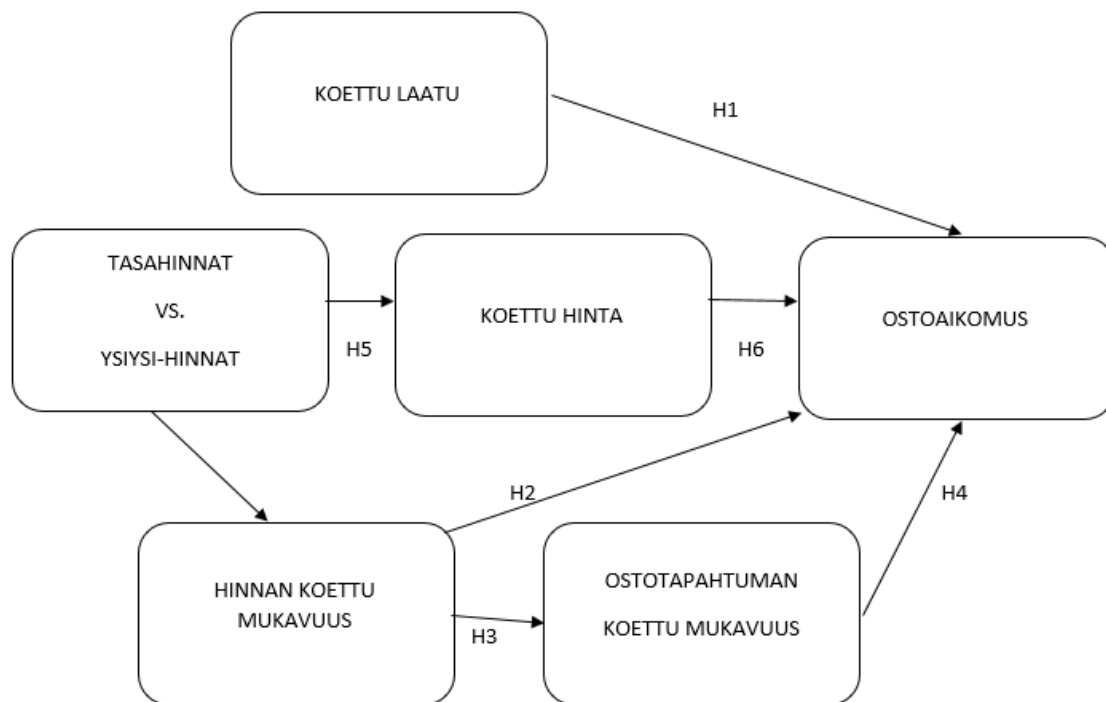 KOETTU LAATU
H1
TASAHINNAT
VS.
YSIYSI-HINNAT
H5
KOETTU HINTA
H6
OSTOAIKOMUS
H2
H4
HINNAN KOETTU
MUKAVUUS
H3
OSTOTAPAHTUMAN
KOETTU MUKAVUUS